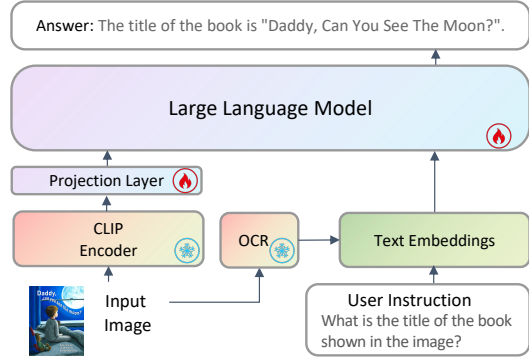 Answer: The title of the book is "Daddy, Can You See The Moon?".
Large Language Model
Projection Layer
CLIP
Encoder
OCR
Text Embeddings
Daddy,
Input
Image
User Instruction
What is the title of the book
shown in the image?